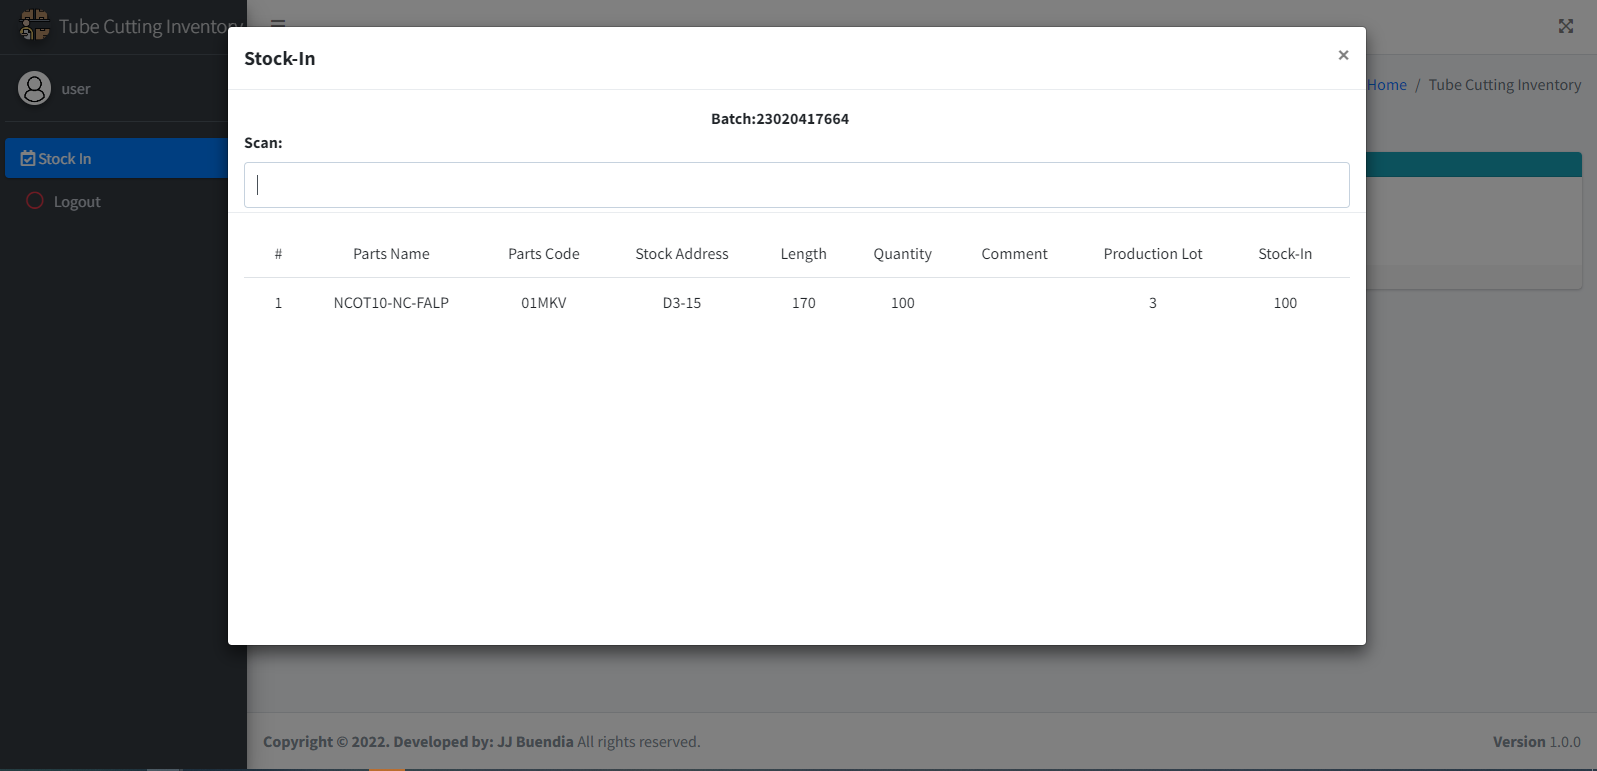 Tube Cutting Inventory
user
Stock In
Logout
Stock-In
×
Home / Tube Cutting Inventory
Batch:23020417664
Scan:
# Parts Name Parts Code Stock Address Length Quantity Comment Production Lot Stock-In
1 NCOT10-NC-FALP 01MKV D3-15 170 100 3 100
Copyright © 2022. Developed by: JJ Buendia All rights reserved.
Version 1.0.0